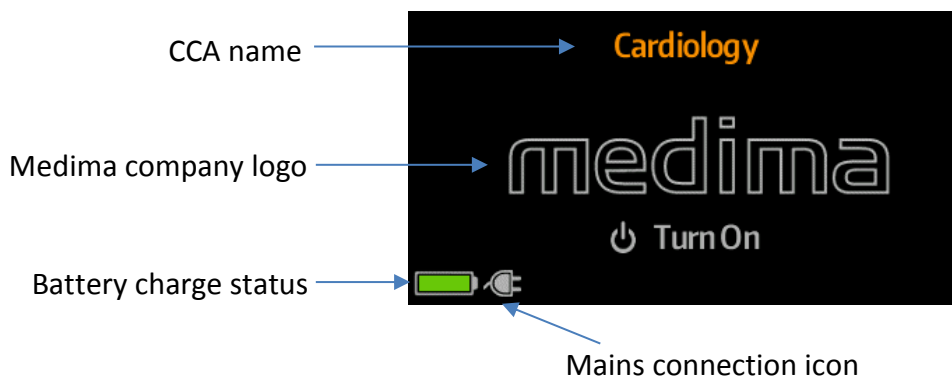 CCA name
Cardiology
Medima company logo
medima
Turn On
Battery charge status
Mains connection icon